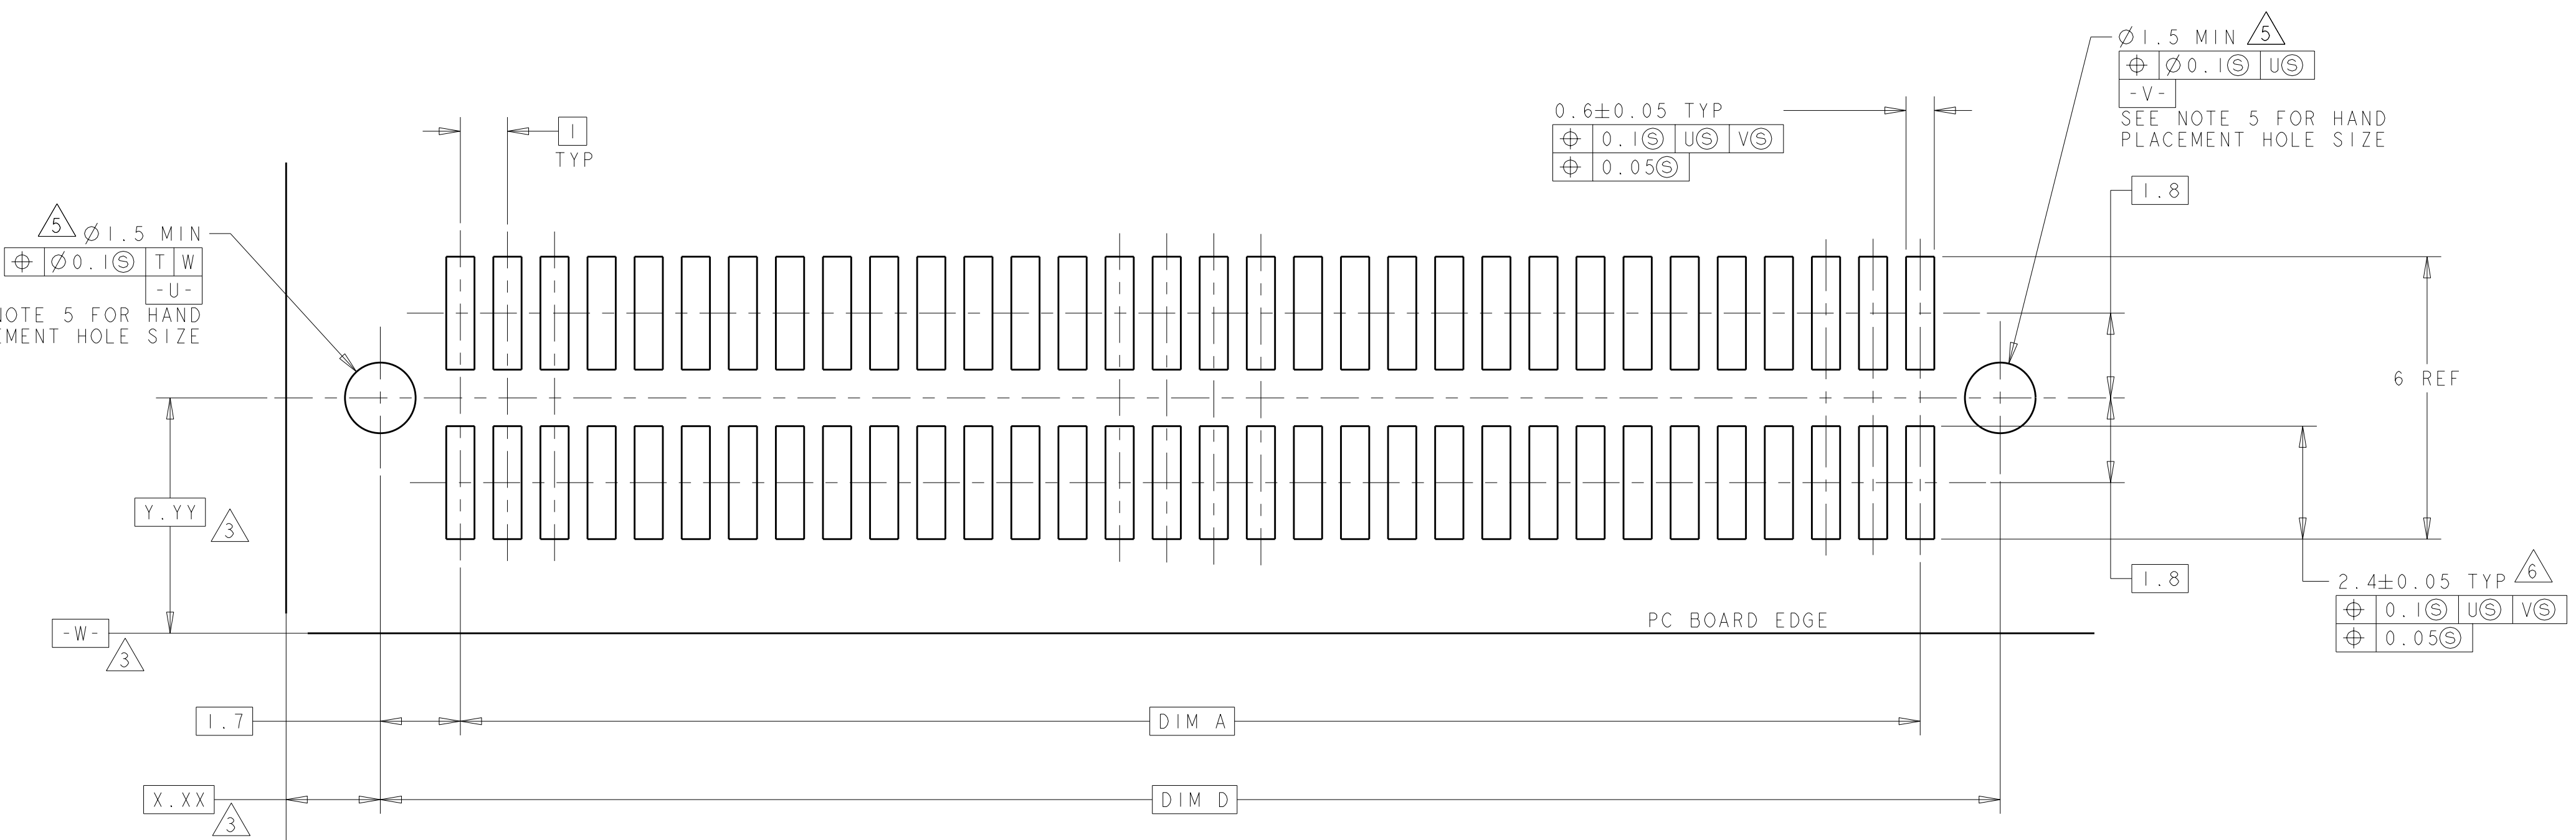 Ø1.5 MIN 5
⌖ Ø0.1Ⓢ UⓈ
-V-
SEE NOTE 5 FOR HAND
PLACEMENT HOLE SIZE
0.6±0.05 TYP
⌖ 0.1Ⓢ UⓈ VⓈ
⌖ 0.05Ⓢ
1
TYP
1.8
5 Ø1.5 MIN
⌖ Ø0.1Ⓢ T W
-U-
NOTE 5 FOR HAND
EMENT HOLE SIZE
6 REF
Y.YY 3
1.8
2.4±0.05 TYP 6
⌖ 0.1Ⓢ UⓈ VⓈ
⌖ 0.05Ⓢ
-W- 3
PC BOARD EDGE
1.7
DIM A
X.XX 3
DIM D